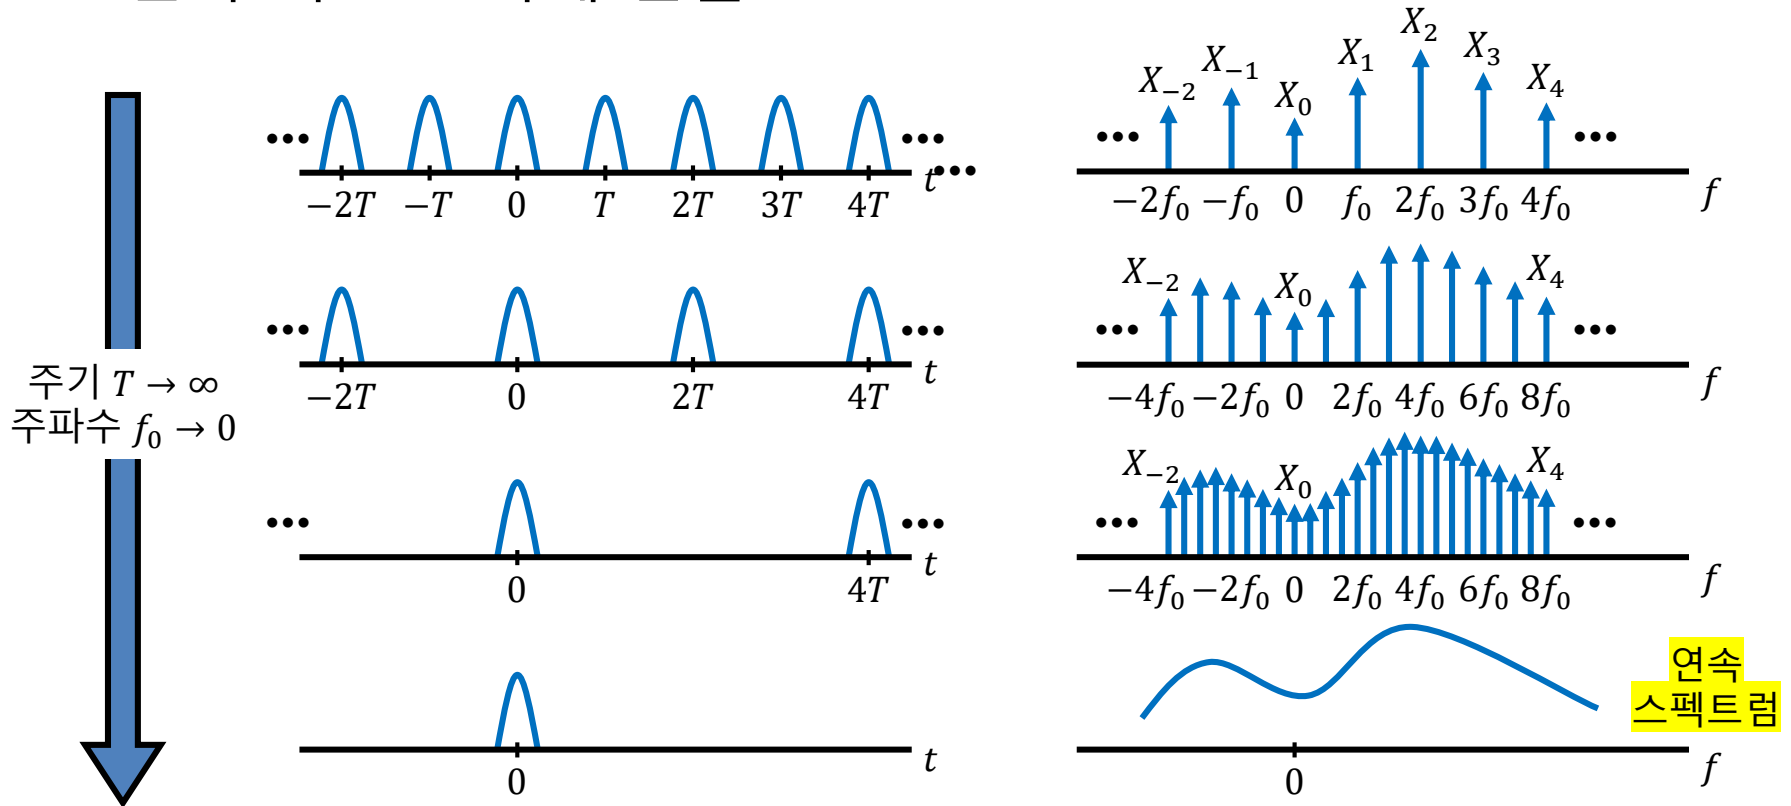 X₋₂ X₋₁ X₀ X₁ X₂ X₃ X₄
••• ••• t ••• ••• •••
−2T −T 0 T 2T 3T 4T
−2f₀ −f₀ 0 f₀ 2f₀ 3f₀ 4f₀ f
X₋₂ X₀ X₄
••• ••• t ••• •••
−2T 0 2T 4T
−4f₀ −2f₀ 0 2f₀ 4f₀ 6f₀ 8f₀ f
주기 T → ∞
주파수 f₀ → 0
X₋₂ X₀ X₄
••• ••• t ••• •••
0 4T
−4f₀ −2f₀ 0 2f₀ 4f₀ 6f₀ 8f₀ f
연속
스펙트럼
0 t
0 f